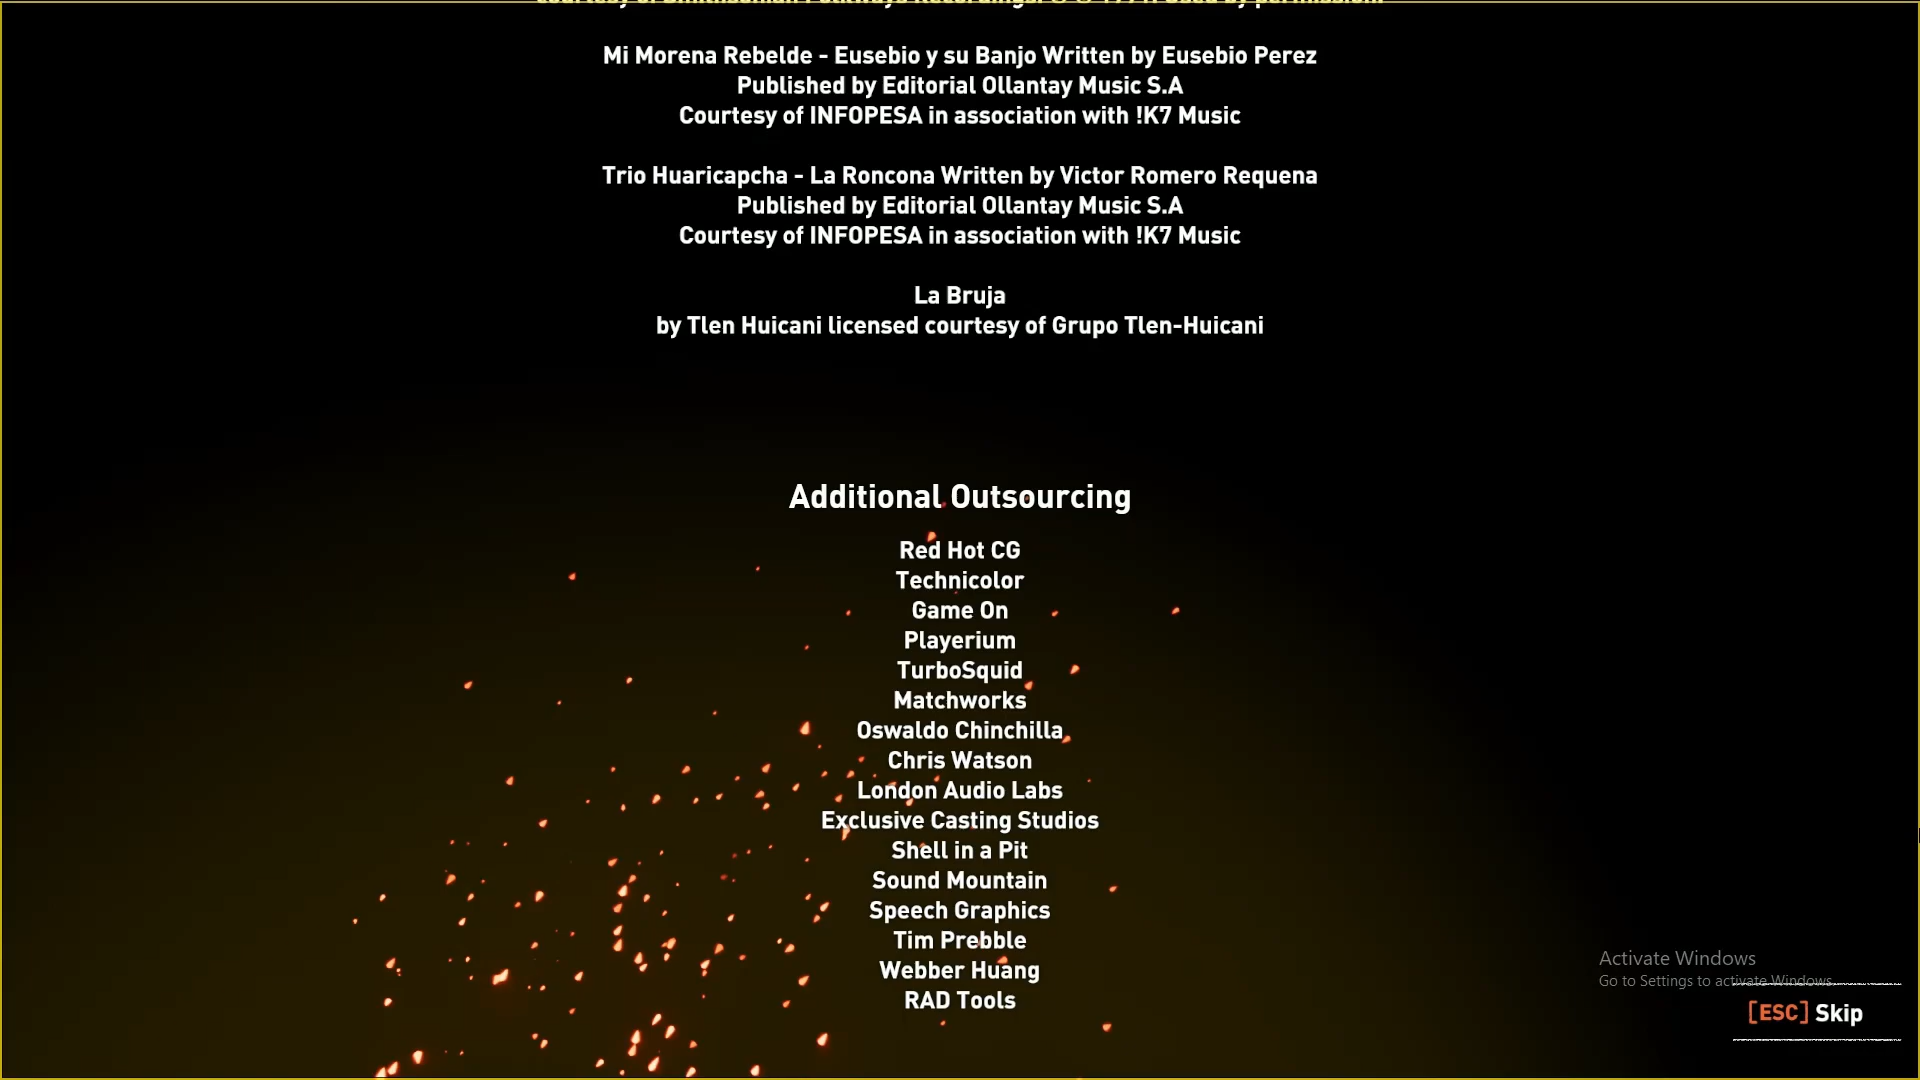 Mi Morena Rebelde - Eusebio y su Banjo Written by Eusebio Perez
Published by Editorial Ollantay Music S.A
Courtesy of INFOPESA in association with !K7 Music
Trio Huaricapcha - La Roncona Written by Victor Romero Requena
Published by Editorial Ollantay Music S.A
Courtesy of INFOPESA in association with !K7 Music
La Bruja
by Tlen Huicani licensed courtesy of Grupo Tlen-Huicani
Additional Outsourcing
Red Hot CG
Technicolor
Game On
Playerium
TurboSquid
Matchworks
Oswaldo Chinchilla
Chris Watson
London Audio Labs
Exclusive Casting Studios
Shell in a Pit
Sound Mountain
Speech Graphics
Tim Prebble
Webber Huang
RAD Tools
Activate Windows
Go to Settings to activate Windows.
[ESC] Skip